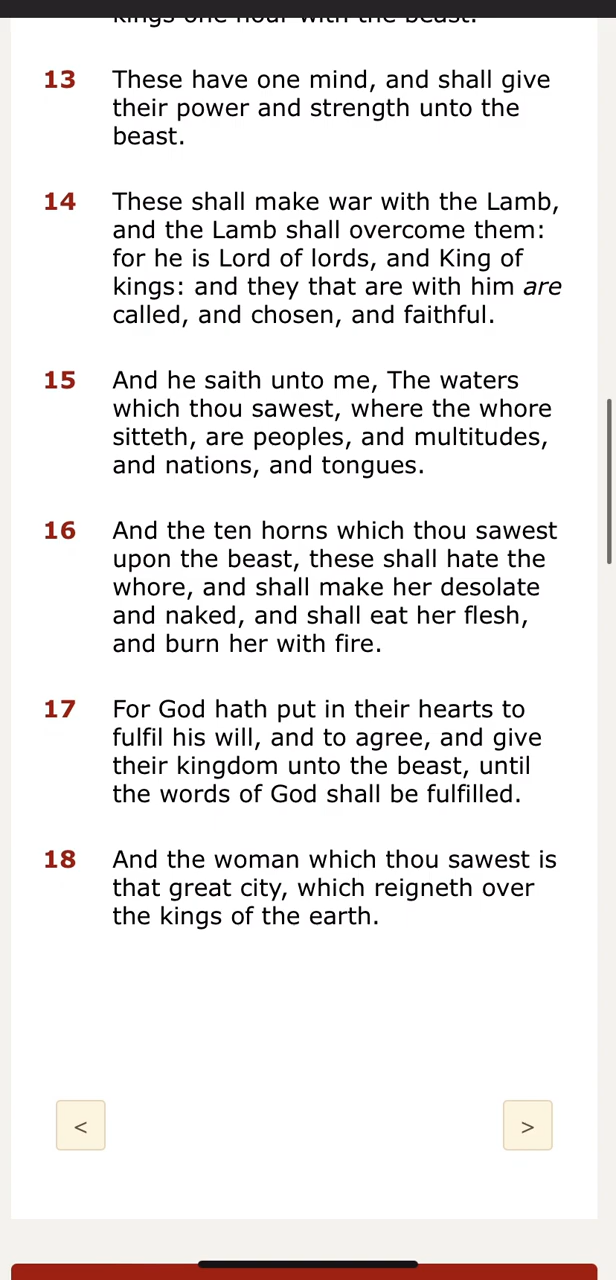 kings one hour with the beast.
13 These have one mind, and shall give
their power and strength unto the
beast.
14 These shall make war with the Lamb,
and the Lamb shall overcome them:
for he is Lord of lords, and King of
kings: and they that are with him are
called, and chosen, and faithful.
15 And he saith unto me, The waters
which thou sawest, where the whore
sitteth, are peoples, and multitudes,
and nations, and tongues.
16 And the ten horns which thou sawest
upon the beast, these shall hate the
whore, and shall make her desolate
and naked, and shall eat her flesh,
and burn her with fire.
17 For God hath put in their hearts to
fulfil his will, and to agree, and give
their kingdom unto the beast, until
the words of God shall be fulfilled.
18 And the woman which thou sawest is
that great city, which reigneth over
the kings of the earth.
< >